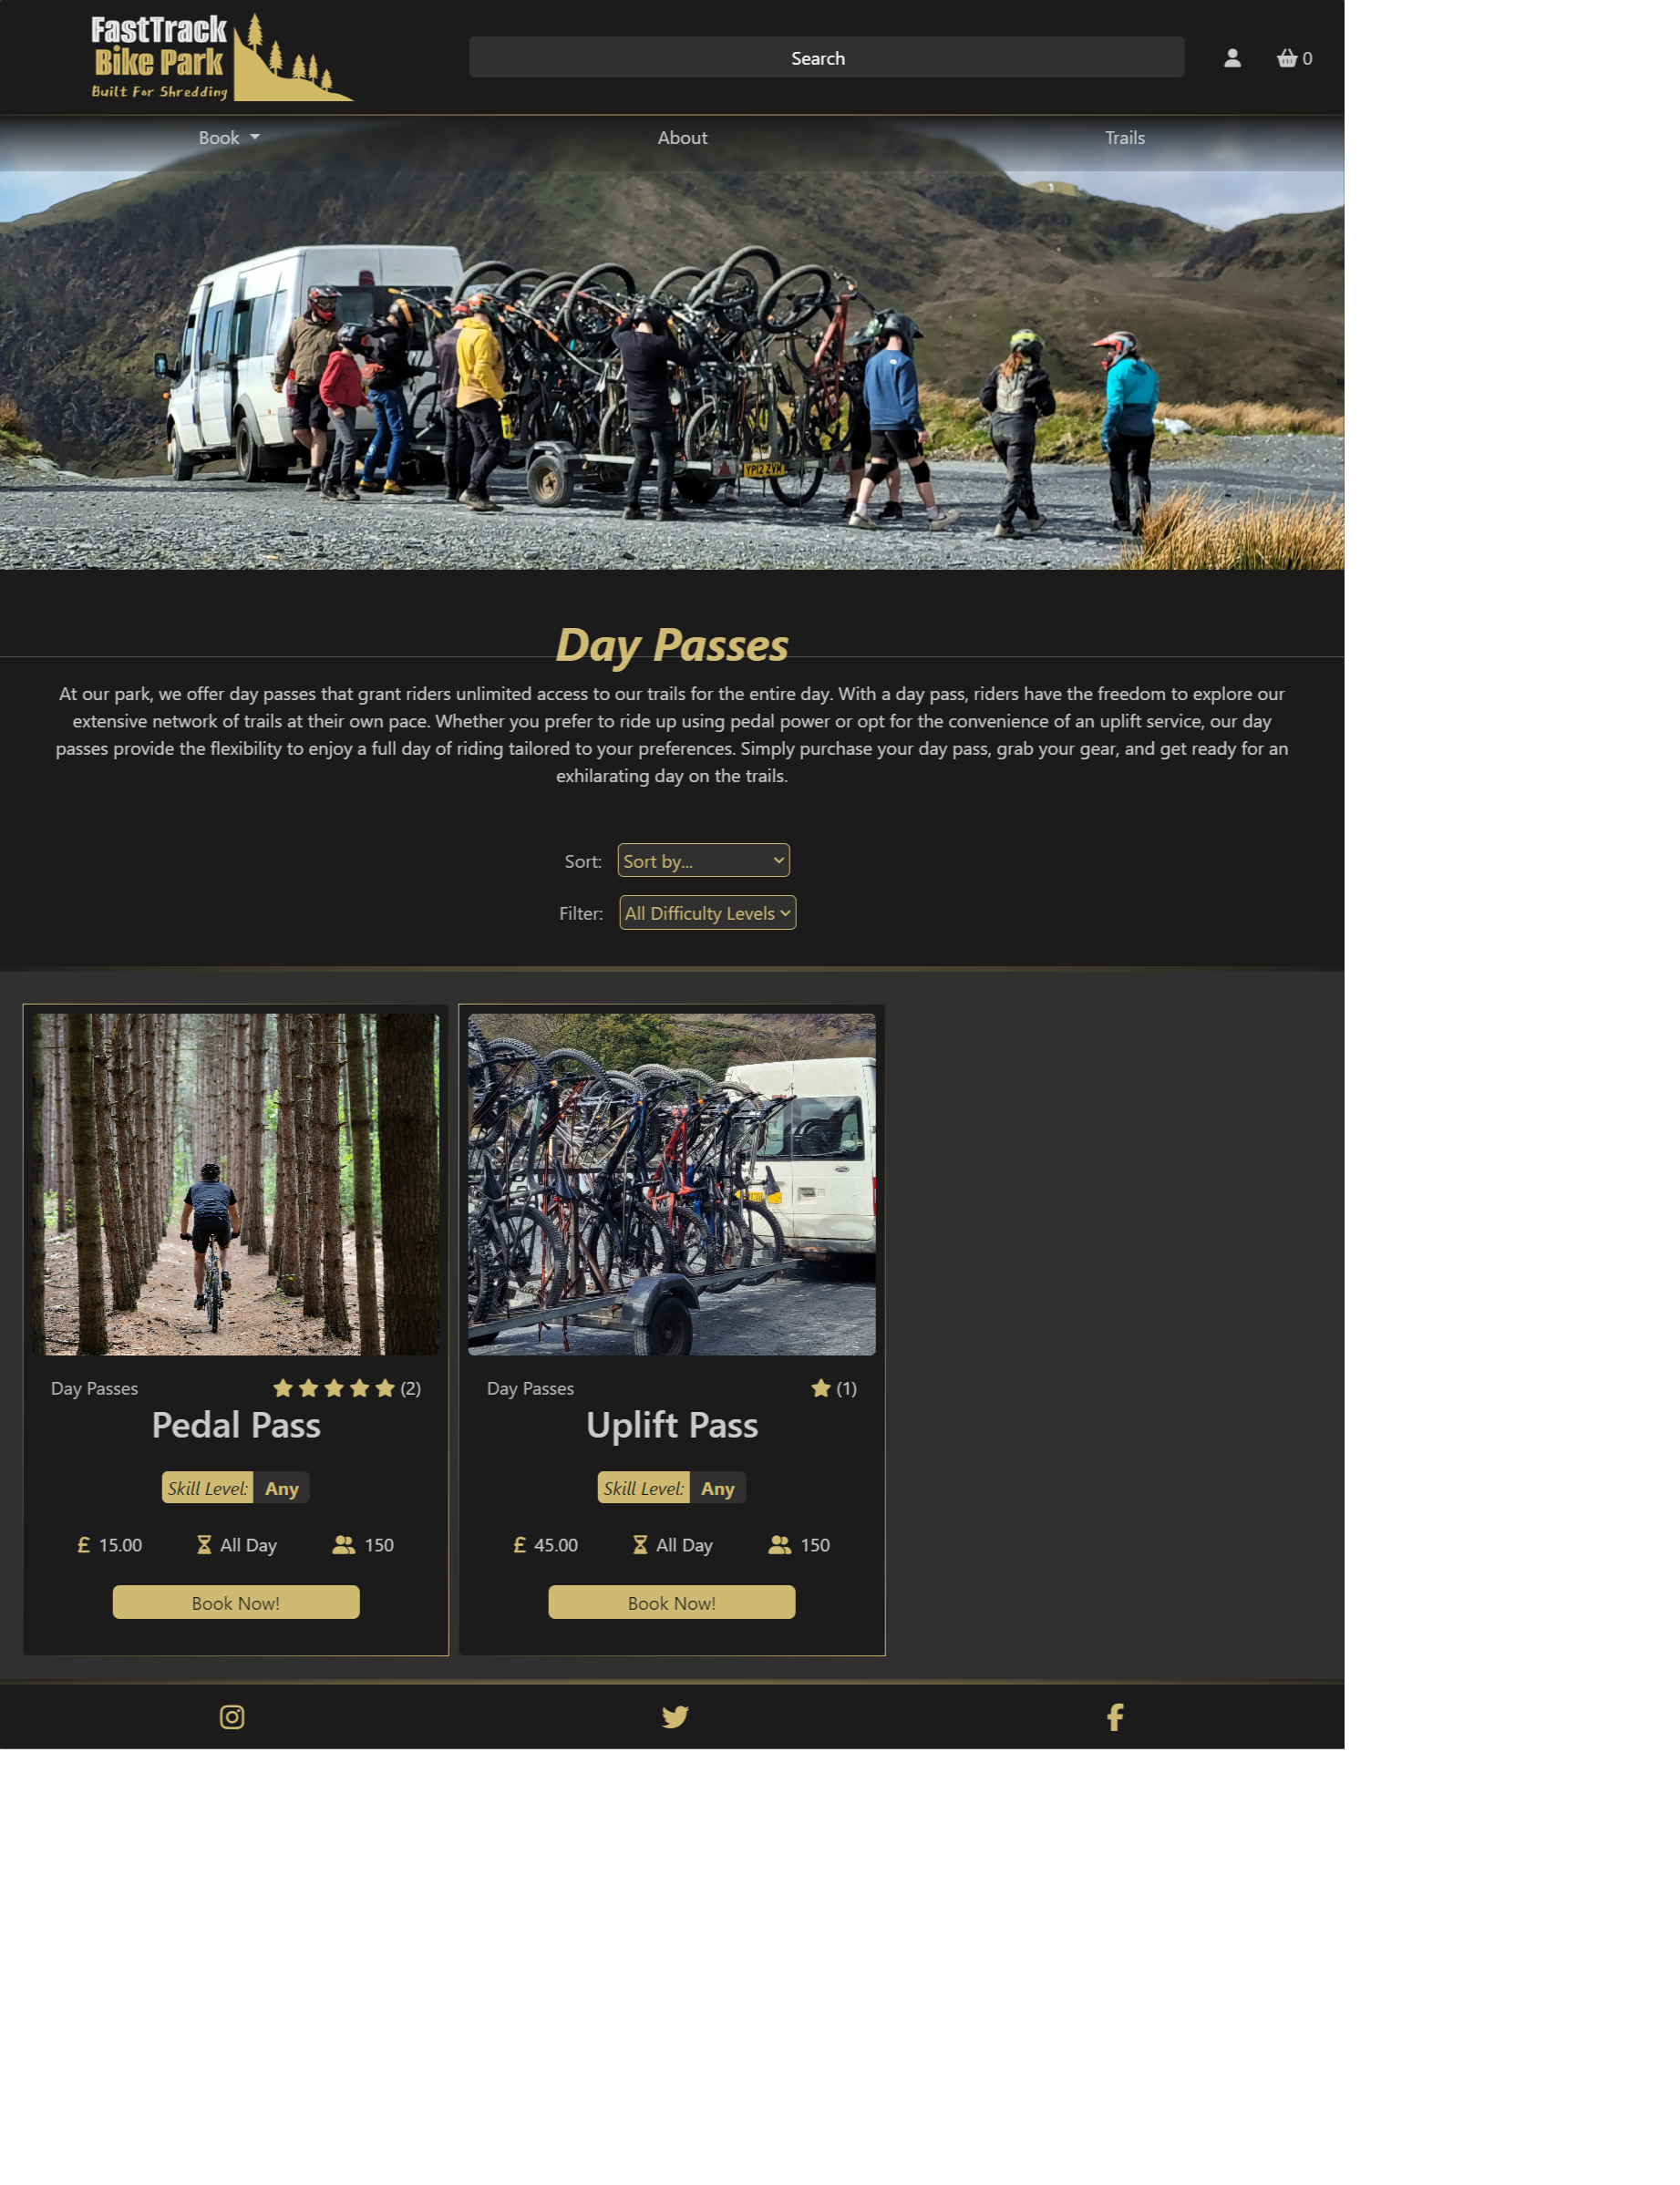 FastTrack
Bike Park
Built For Shredding
Search
0
Book
About
Trails
YP12 ZVN
Day Passes
At our park, we offer day passes that grant riders unlimited access to our trails for the entire day. With a day pass, riders have the freedom to explore our
extensive network of trails at their own pace. Whether you prefer to ride up using pedal power or opt for the convenience of an uplift service, our day
passes provide the flexibility to enjoy a full day of riding tailored to your preferences. Simply purchase your day pass, grab your gear, and get ready for an
exhilarating day on the trails.
Sort: Sort by...
Filter: All Difficulty Levels
Day Passes (2)
Pedal Pass
Skill Level: Any
£ 15.00 All Day 150
Book Now!
Day Passes (1)
Uplift Pass
Skill Level: Any
£ 45.00 All Day 150
Book Now!